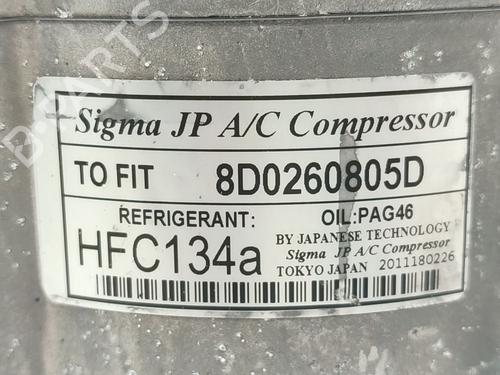 Sigma JP A/C Compressor
TO FIT 8D0260805D
REFRIGERANT: OIL:PAG46
HFC134a BY JAPANESE TECHNOLOGY
Sigma JP A/C Compressor
TOKYO JAPAN 2011180226
B-PARTS